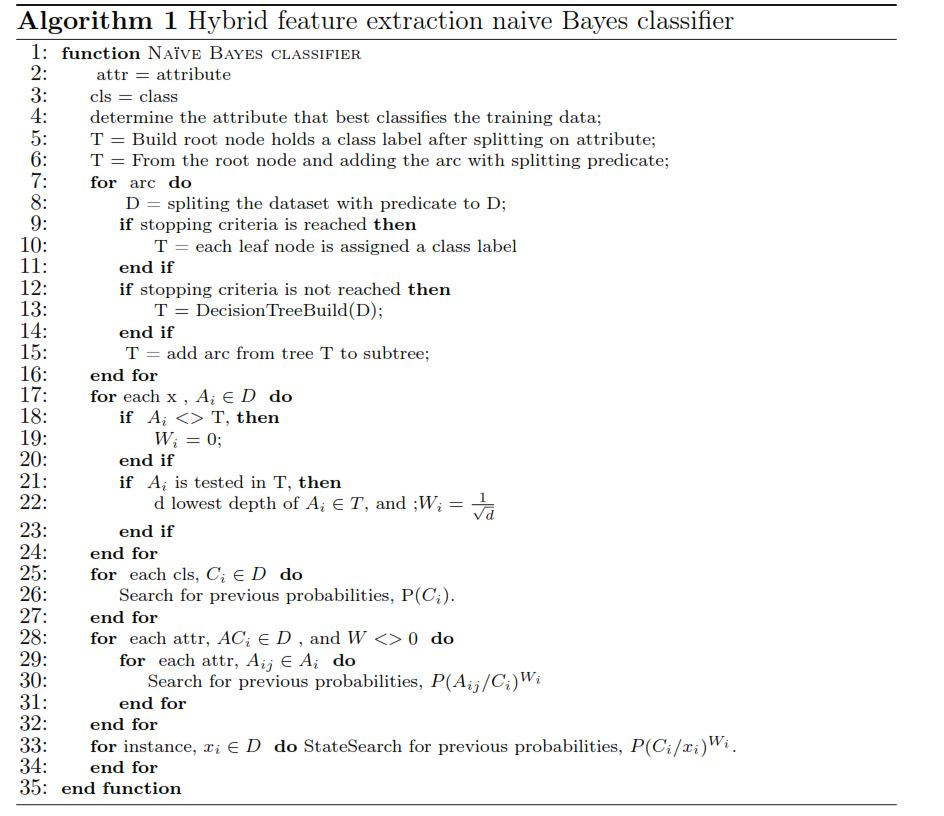 Algorithm 1 Hybrid feature extraction naive Bayes classifier
1: function NAÏVE BAYES CLASSIFIER
2: attr = attribute
3: cls = class
4: determine the attribute that best classifies the training data;
5: T = Build root node holds a class label after splitting on attribute;
6: T = From the root node and adding the arc with splitting predicate;
7: for arc do
8: D = spliting the dataset with predicate to D;
9: if stopping criteria is reached then
10: T = each leaf node is assigned a class label
11: end if
12: if stopping criteria is not reached then
13: T = DecisionTreeBuild(D);
14: end if
15: T = add arc from tree T to subtree;
16: end for
17: for each x , A_i ∈ D do
18: if A_i <> T, then
19: W_i = 0;
20: end if
21: if A_i is tested in T, then
22: d lowest depth of A_i ∈ T, and ;W_i = 1/√d
23: end if
24: end for
25: for each cls, C_i ∈ D do
26: Search for previous probabilities, P(C_i).
27: end for
28: for each attr, AC_i ∈ D , and W <> 0 do
29: for each attr, A_ij ∈ A_i do
30: Search for previous probabilities, P(A_ij/C_i)^W_i
31: end for
32: end for
33: for instance, x_i ∈ D do StateSearch for previous probabilities, P(C_i/x_i)^W_i.
34: end for
35: end function